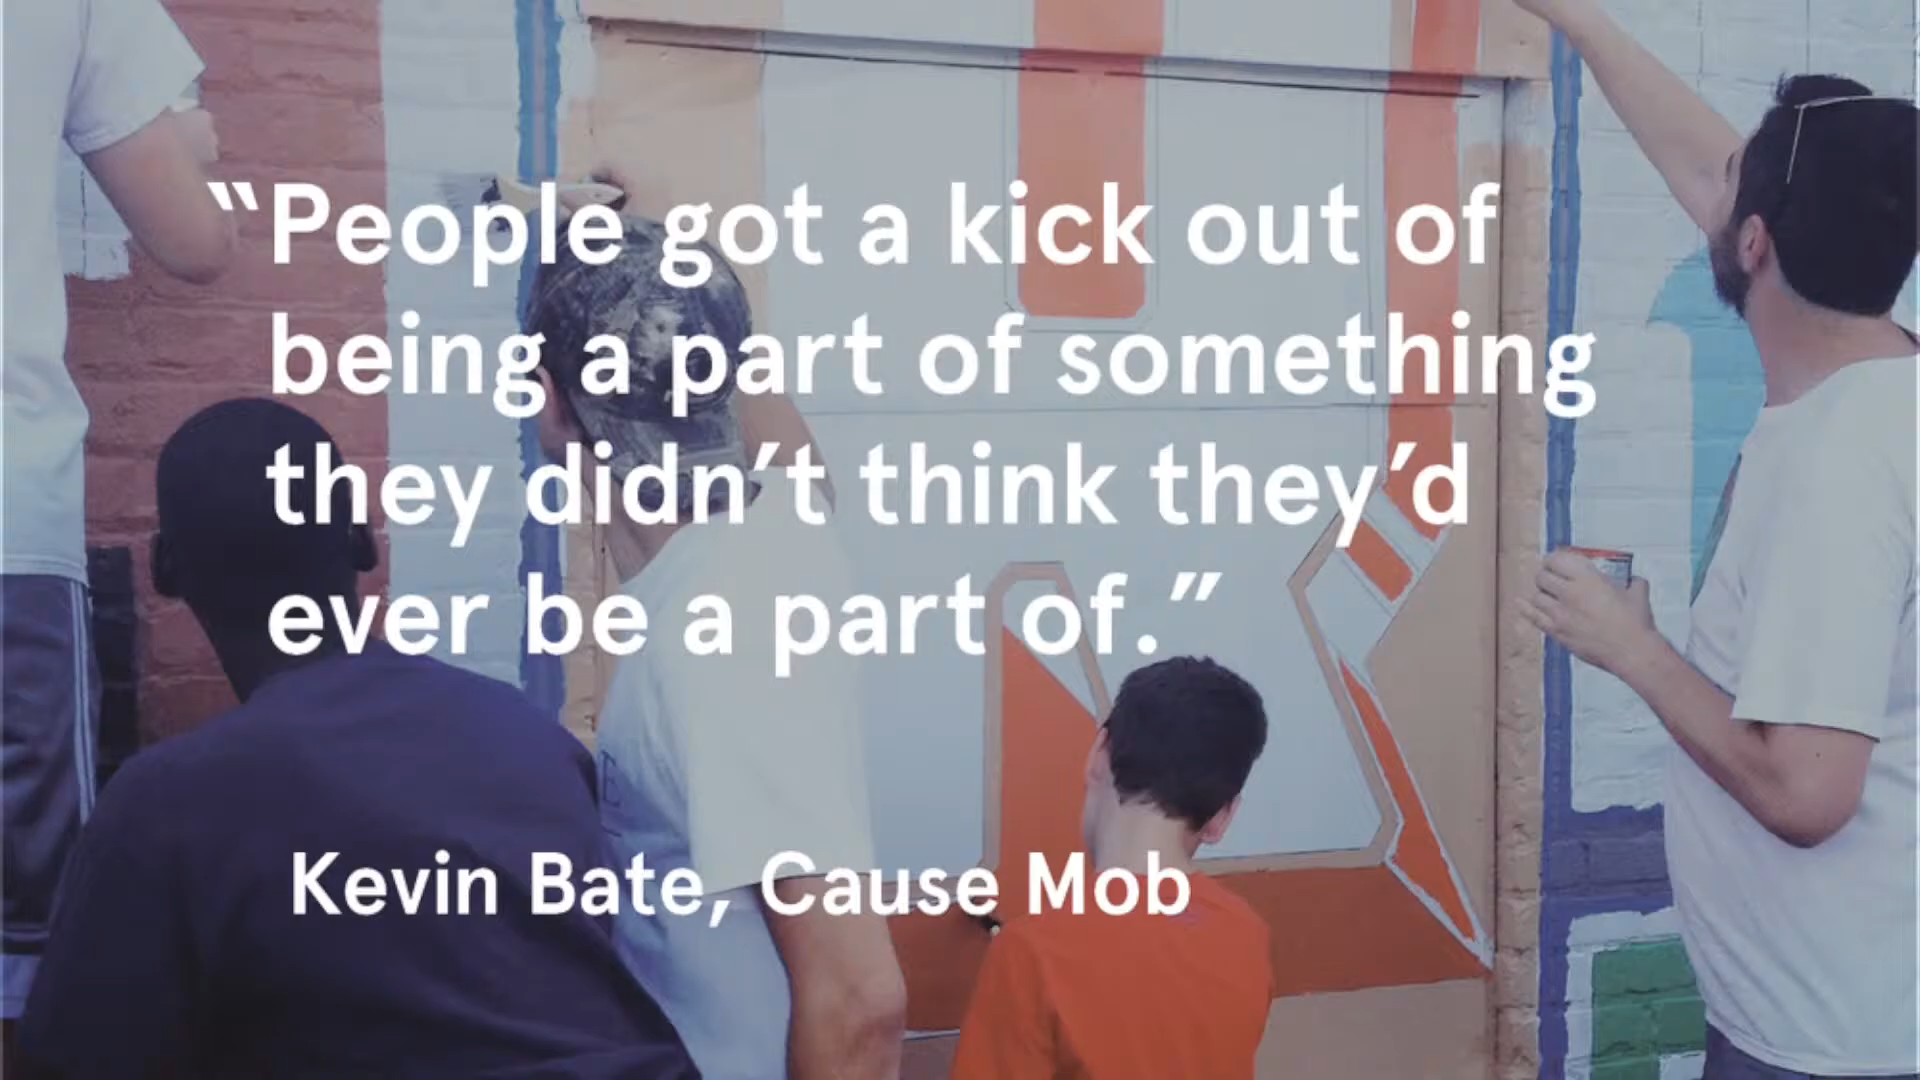 “People got a kick out of
being a part of something
they didn’t think they’d
ever be a part of.”
Kevin Bate, Cause Mob